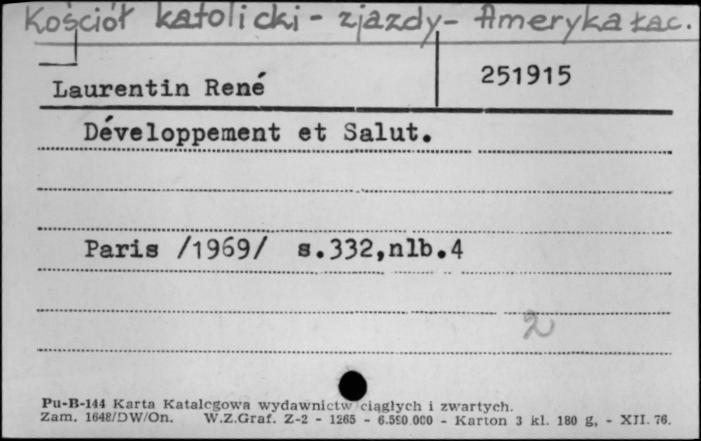 Kościół katolicki - zjazdy - Ameryka Łac.
Laurentin René 251915
Développement et Salut.
Paris /1969/ s.332,nlb.4
2
Pu-B-144 Karta Katalogowa wydawnictw ciągłych i zwartych.
Zam. 1648/DW/On. W.Z.Graf. Z-2 - 1265 - 6.590.000 - Karton 3 kl. 180 g, - XII. 76.